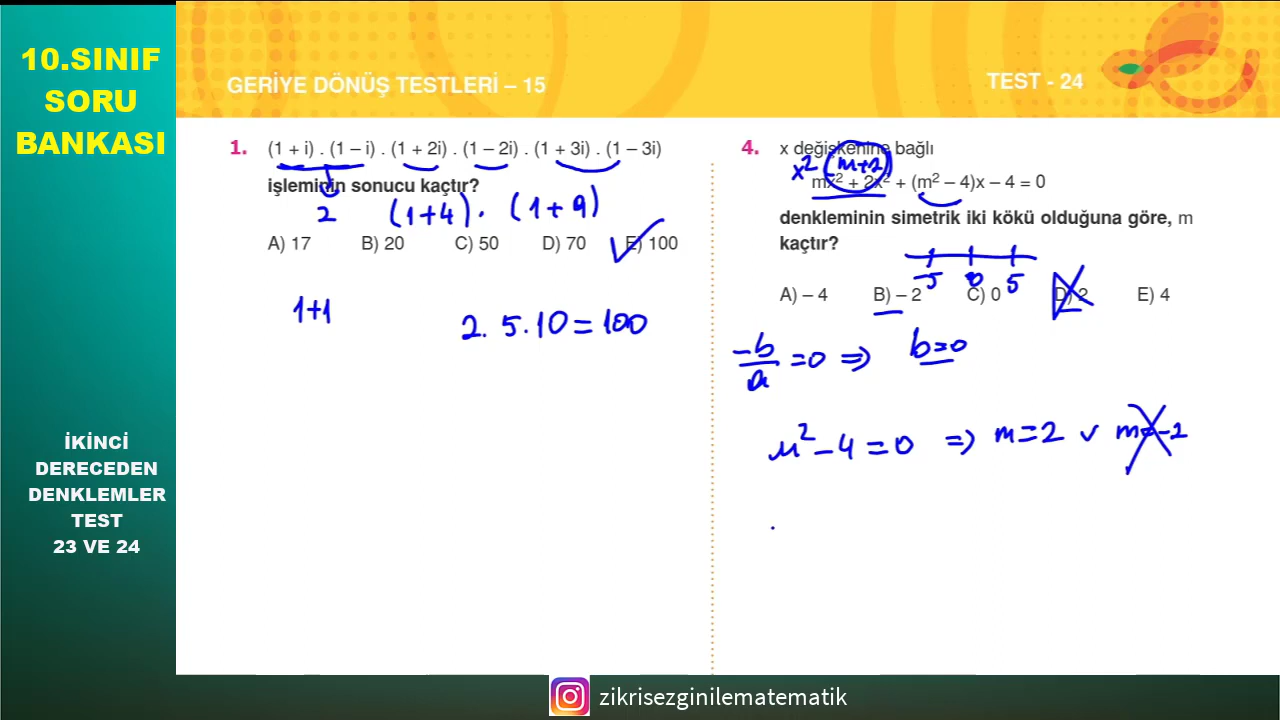 10.SINIF
SORU
BANKASI
İKİNCİ
DERECEDEN
DENKLEMLER
TEST
23 VE 24
GERİYE DÖNÜŞ TESTLERİ – 15
TEST - 24
1. (1 + i) . (1 – i) . (1 + 2i) . (1 – 2i) . (1 + 3i) . (1 – 3i)
işleminin sonucu kaçtır?
2 (1+4) . (1+9)
A) 17 B) 20 C) 50 D) 70 E) 100
1+1
2. 5.10=100
4. x değişkenine bağlı
x² (m+2)
mx² + 2x² + (m² – 4)x – 4 = 0
denkleminin simetrik iki kökü olduğuna göre, m
kaçtır?
-5 0 5
A) – 4 B) – 2 C) 0 D) 2 E) 4
-b/a =0 ⇒ b=0
m²-4=0 ⇒ m=2 v m=-2
zikrisezginilematematik